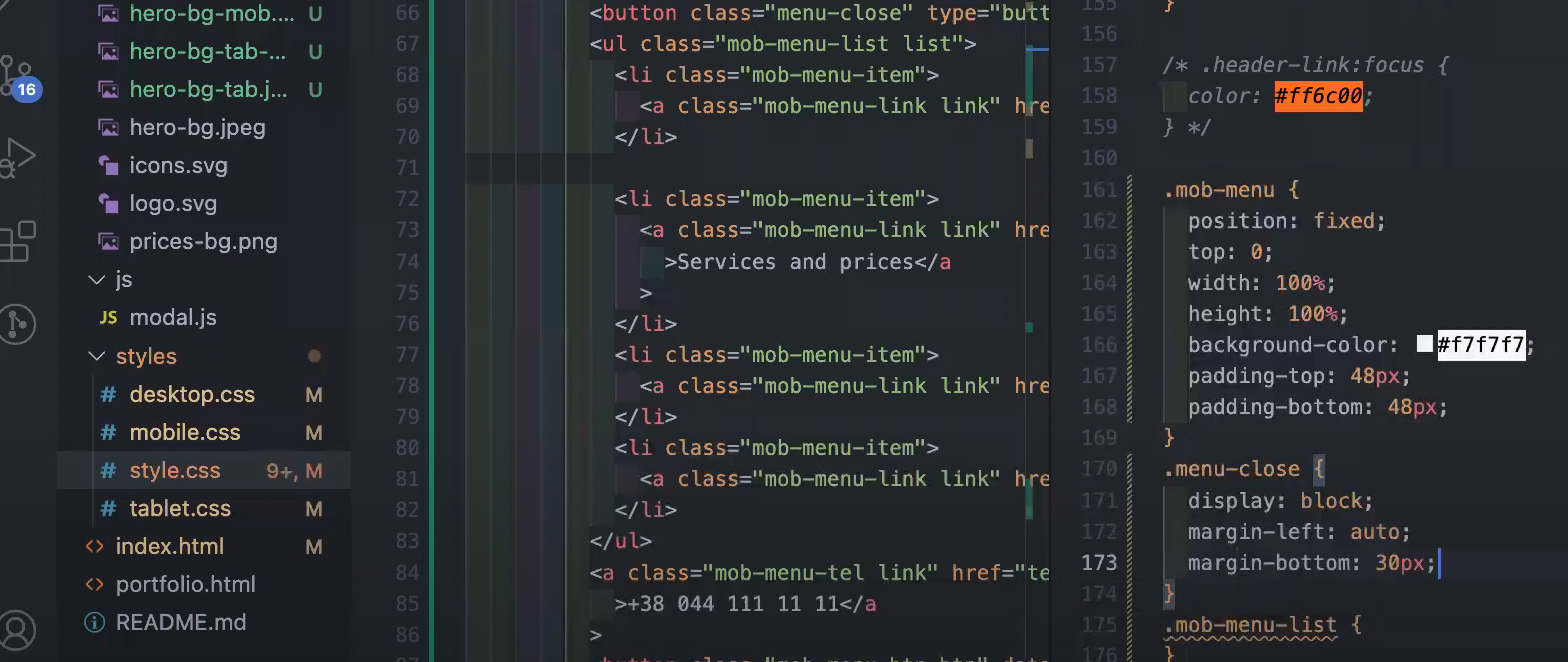 hero-bg-mob.... U
hero-bg-tab-... U
hero-bg-tab.j... U
16
hero-bg.jpeg
icons.svg
logo.svg
prices-bg.png
js
JS modal.js
styles
# desktop.css M
# mobile.css M
# style.css 9+, M
# tablet.css M
<> index.html M
<> portfolio.html
README.md
66 <button class="menu-close" type="butt
67 <ul class="mob-menu-list list">
68 <li class="mob-menu-item">
69 <a class="mob-menu-link link" hre
70 </li>
71
72 <li class="mob-menu-item">
73 <a class="mob-menu-link link" hre
74 >Services and prices</a
75 >
76 </li>
77 <li class="mob-menu-item">
78 <a class="mob-menu-link link" hre
79 </li>
80 <li class="mob-menu-item">
81 <a class="mob-menu-link link" hre
82 </li>
83 </ul>
84 <a class="mob-menu-tel link" href="te
85 >+38 044 111 11 11</a
86 >
155 }
156
157 /* .header-link:focus {
158 color: #ff6c00;
159 } */
160
161 .mob-menu {
162 position: fixed;
163 top: 0;
164 width: 100%;
165 height: 100%;
166 background-color: #f7f7f7;
167 padding-top: 48px;
168 padding-bottom: 48px;
169 }
170 .menu-close {
171 display: block;
172 margin-left: auto;
173 margin-bottom: 30px;
174 }
175 .mob-menu-list {
176 }